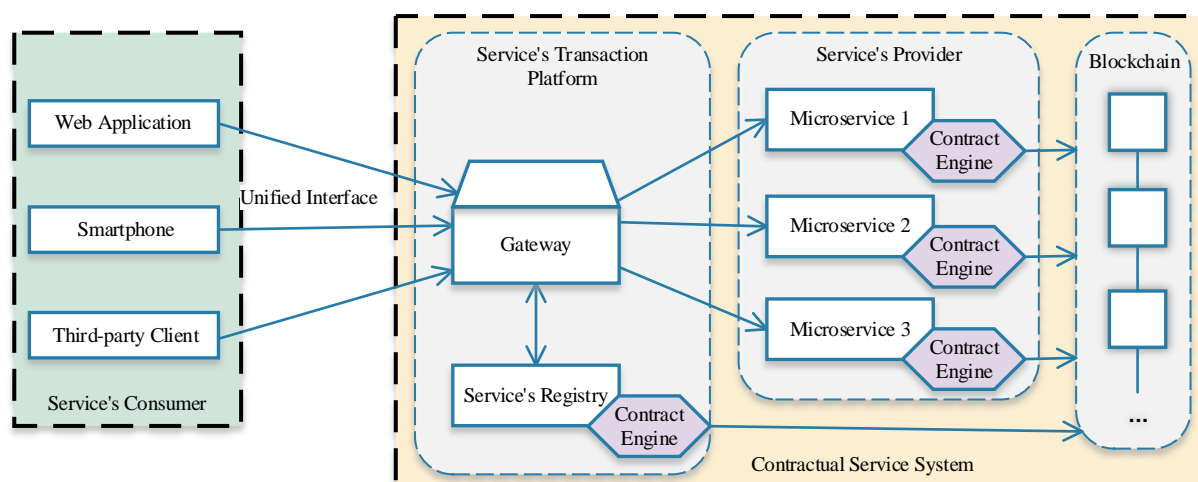 Service's Transaction
Platform
Service's Provider
Blockchain
Web Application
Smartphone
Third-party Client
Service's Consumer
Unified Interface
Gateway
Service's Registry
Contract
Engine
Microservice 1
Contract
Engine
Microservice 2
Contract
Engine
Microservice 3
Contract
Engine
...
Contractual Service System